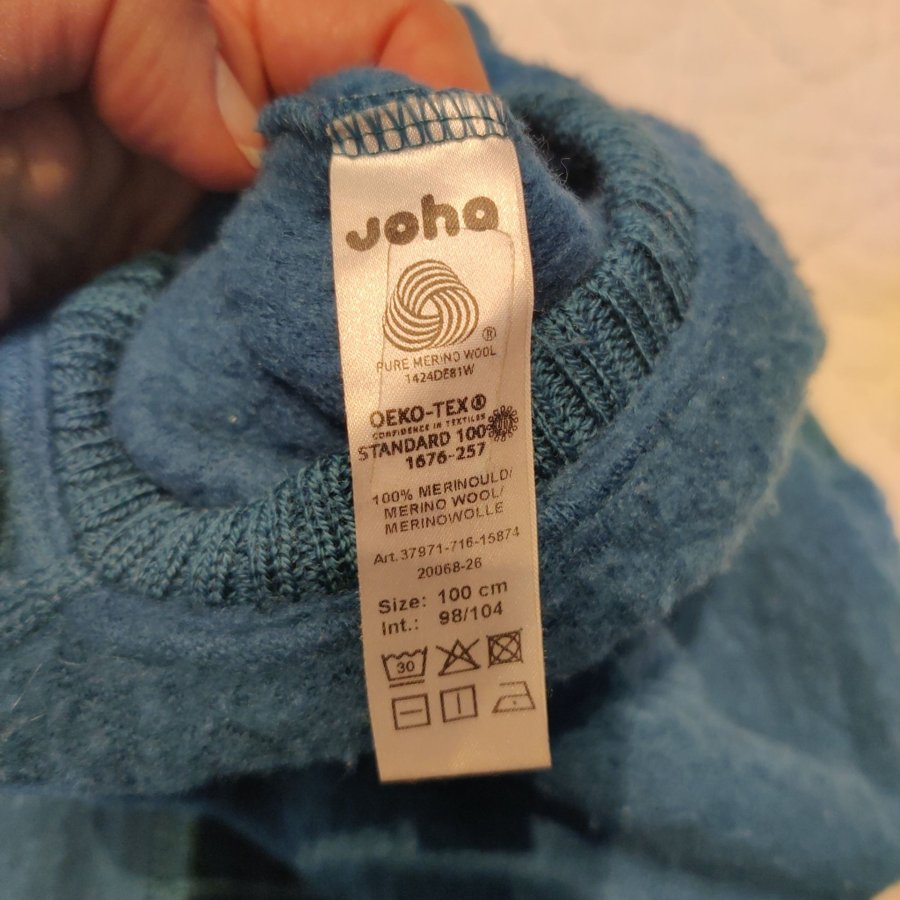 Joha
®
PURE MERINO WOOL
1424DE81W
OEKO-TEX®
CONFIDENCE IN TEXTILES
STANDARD 100
1676-257
100% MERINOULD/
MERINO WOOL/
MERINOWOLLE
Art.37971-716-15874
20068-26
Size: 100 cm
Int.: 98/104
30